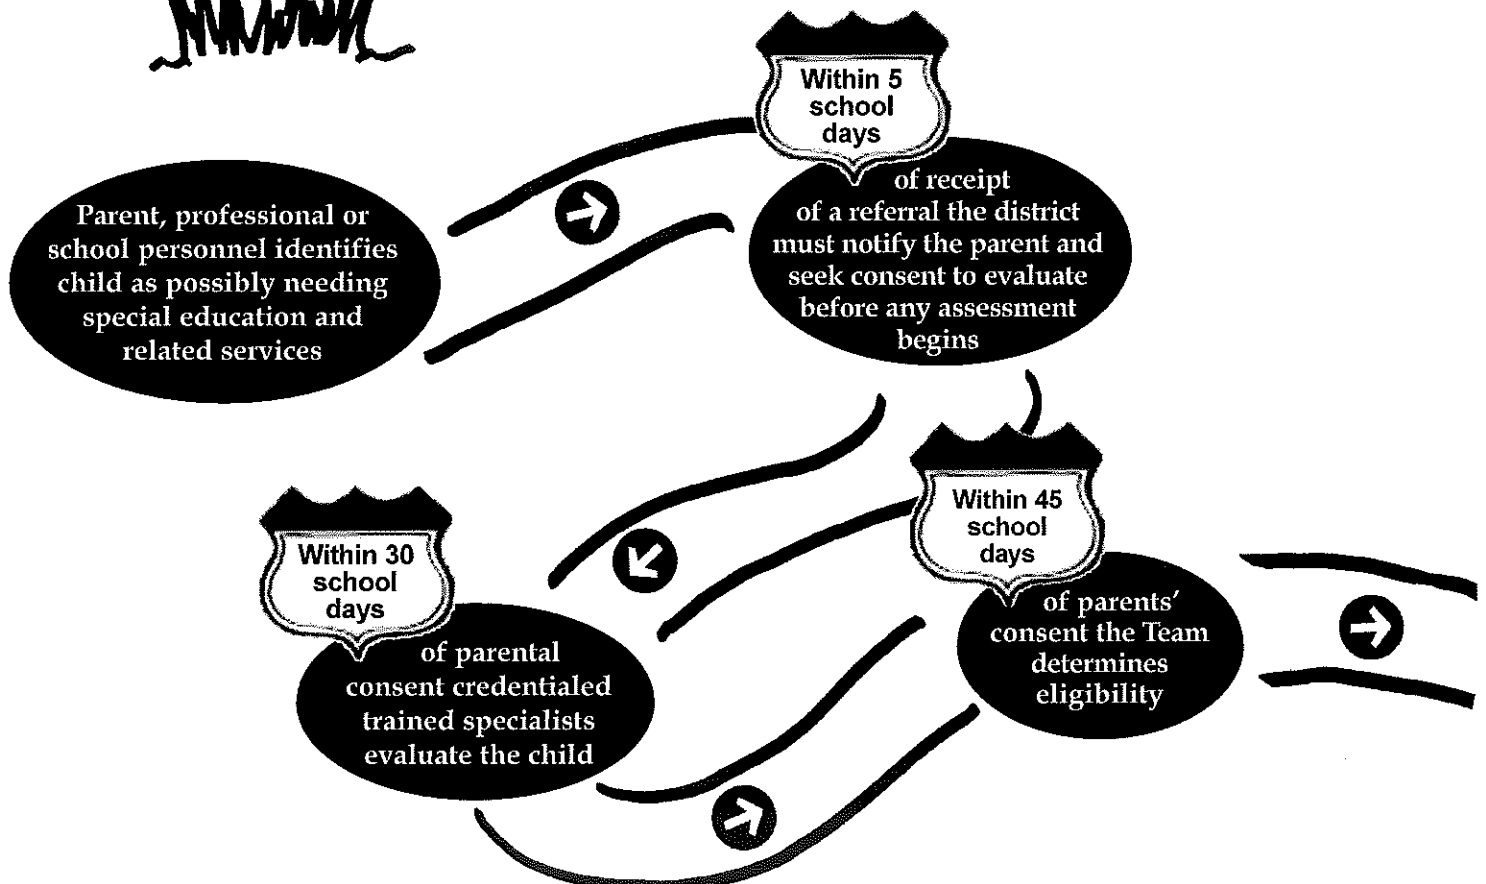 Parent, professional or
school personnel identifies
child as possibly needing
special education and
related services
Within 5
school
days
of receipt
of a referral the district
must notify the parent and
seek consent to evaluate
before any assessment
begins
Within 30
school
days
of parental
consent credentialed
trained specialists
evaluate the child
Within 45
school
days
of parents’
consent the Team
determines
eligibility